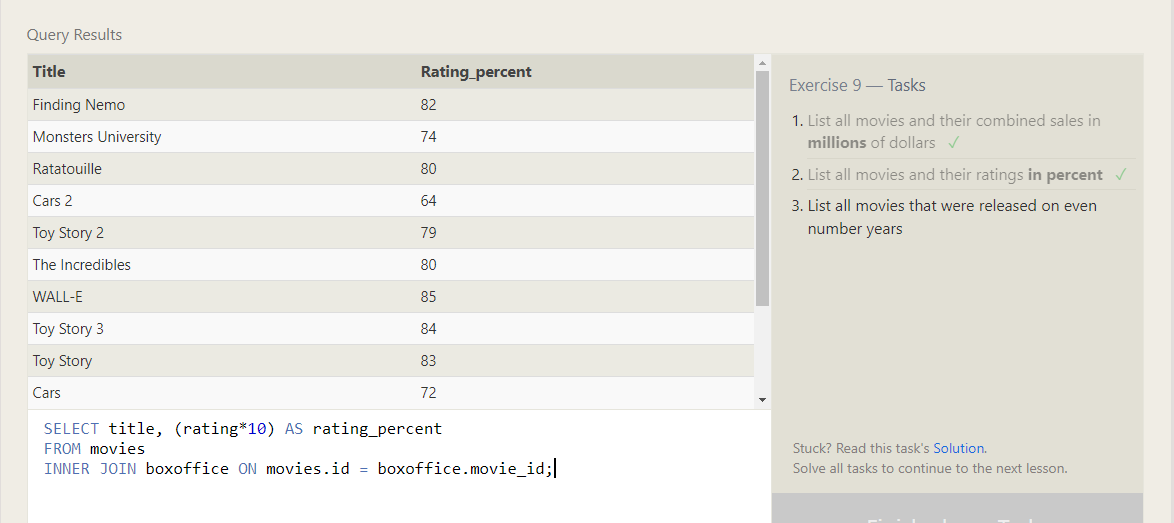 Query Results
Title Rating_percent
Finding Nemo 82
Monsters University 74
Ratatouille 80
Cars 2 64
Toy Story 2 79
The Incredibles 80
WALL-E 85
Toy Story 3 84
Toy Story 83
Cars 72
SELECT title, (rating*10) AS rating_percent
FROM movies
INNER JOIN boxoffice ON movies.id = boxoffice.movie_id;
Exercise 9 — Tasks
1. List all movies and their combined sales in
millions of dollars ✓
2. List all movies and their ratings in percent ✓
3. List all movies that were released on even
number years
Stuck? Read this task's Solution.
Solve all tasks to continue to the next lesson.